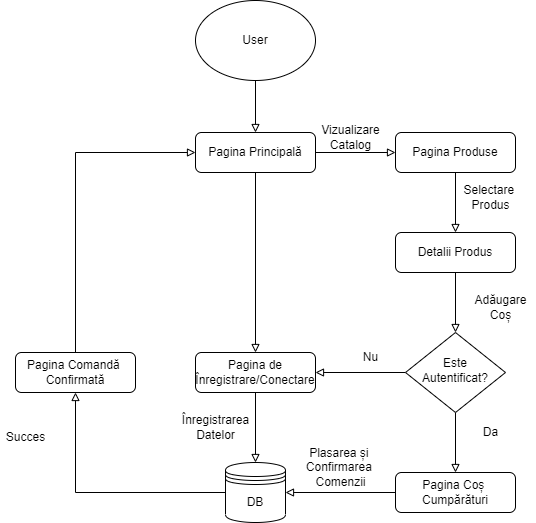 User
Vizualizare
Catalog
Pagina Principală
Pagina Produse
Selectare
Produs
Detalii Produs
Adăugare
Coș
Pagina Comandă
Confirmată
Pagina de
Înregistrare/Conectare
Nu
Este
Autentificat?
Înregistrarea
Datelor
Da
Succes
Plasarea și
Confirmarea
Comenzii
DB
Pagina Coș
Cumpărături